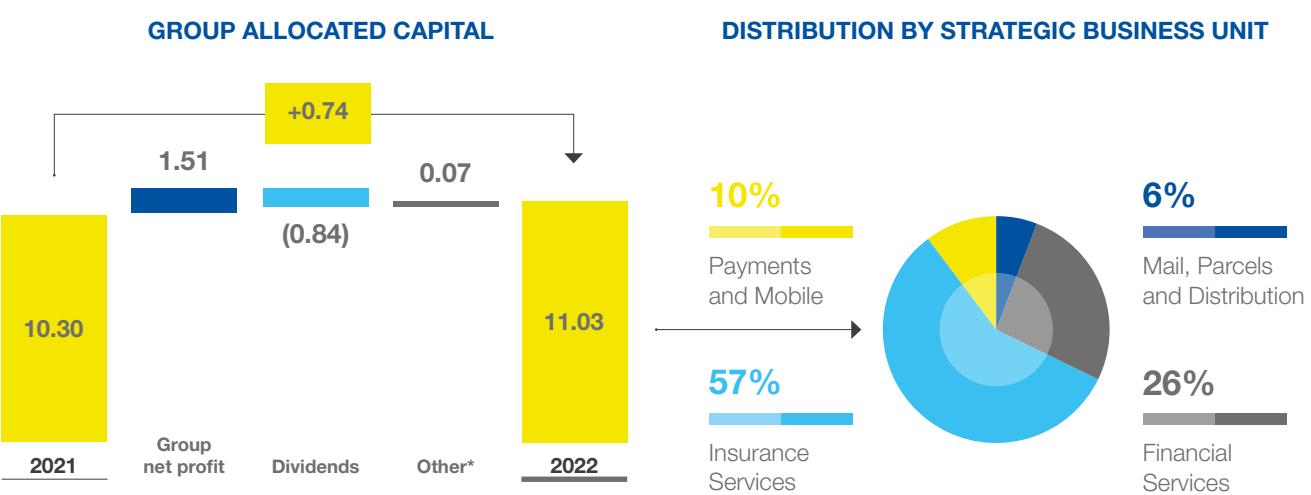 GROUP ALLOCATED CAPITAL
+0.74
1.51
0.07
(0.84)
10.30
11.03
2021
Group
net profit
Dividends
Other*
2022
DISTRIBUTION BY STRATEGIC BUSINESS UNIT
10%
Payments
and Mobile
57%
Insurance
Services
6%
Mail, Parcels
and Distribution
26%
Financial
Services